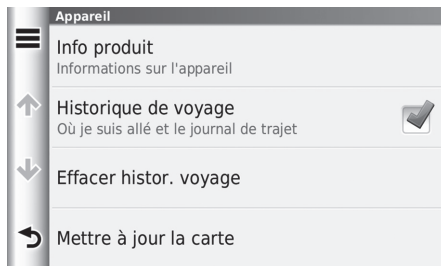 Appareil
Info produit
Informations sur l'appareil
Historique de voyage
Où je suis allé et le journal de trajet
Effacer histor. voyage
Mettre à jour la carte